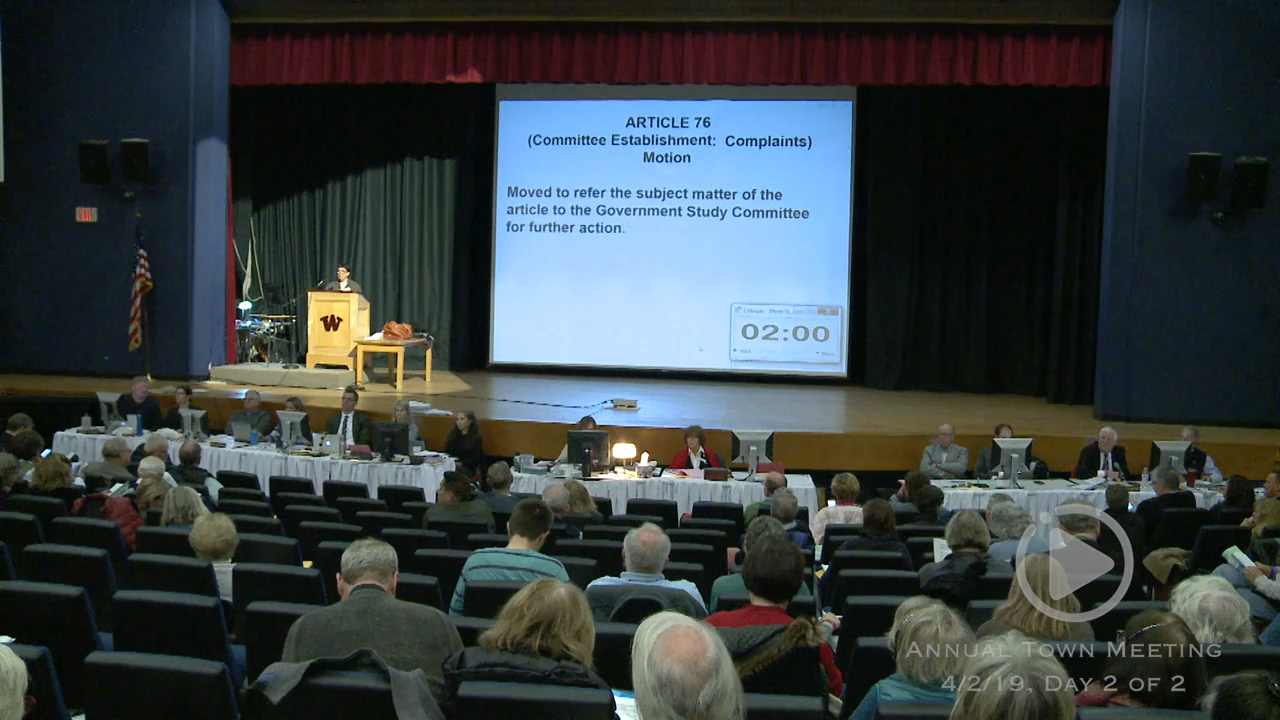 ARTICLE 76
(Committee Establishment: Complaints)
Motion
Moved to refer the subject matter of the
article to the Government Study Committee
for further action.
02:00
W
ANNUAL TOWN MEETING
4/2/19, DAY 2 OF 2